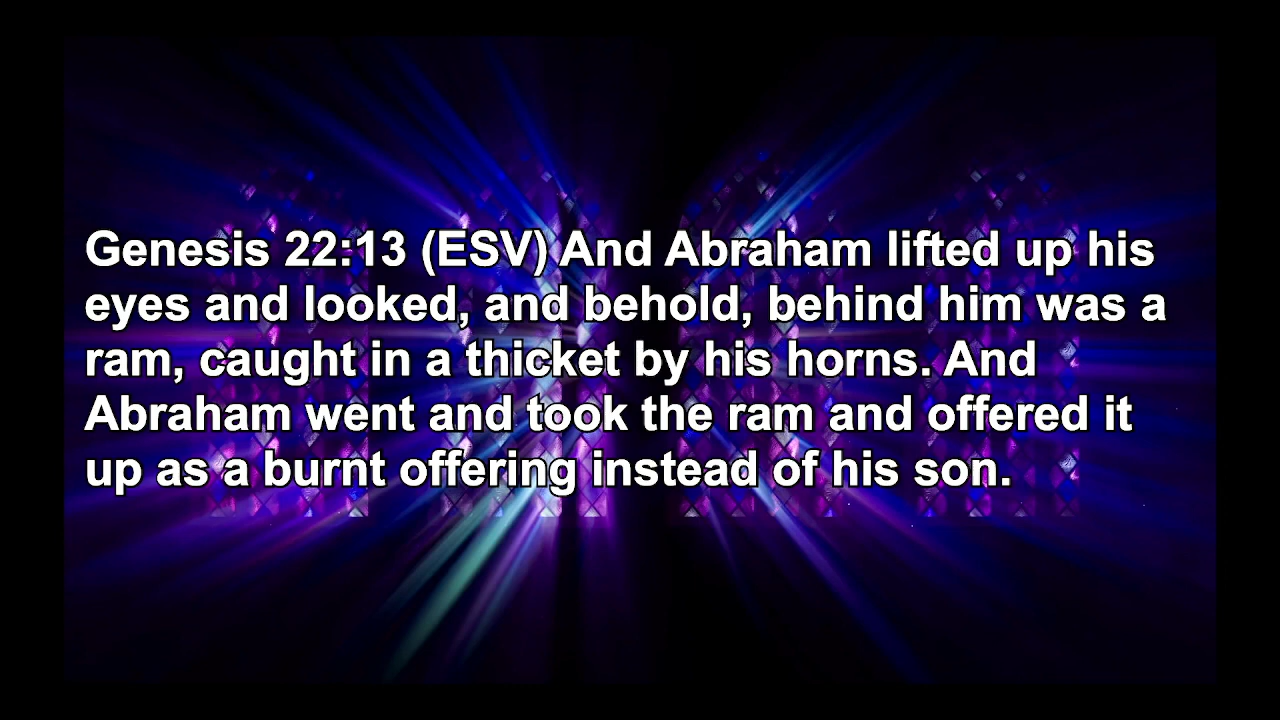 Genesis 22:13 (ESV) And Abraham lifted up his
eyes and looked, and behold, behind him was a
ram, caught in a thicket by his horns. And
Abraham went and took the ram and offered it
up as a burnt offering instead of his son.